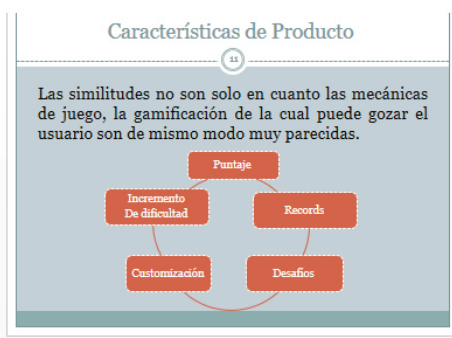 Características de Producto
11
Las similitudes no son solo en cuanto las mecánicas
de juego, la gamificación de la cual puede gozar el
usuario son de mismo modo muy parecidas.
Puntaje
Records
Desafios
Customización
Incremento
De dificultad